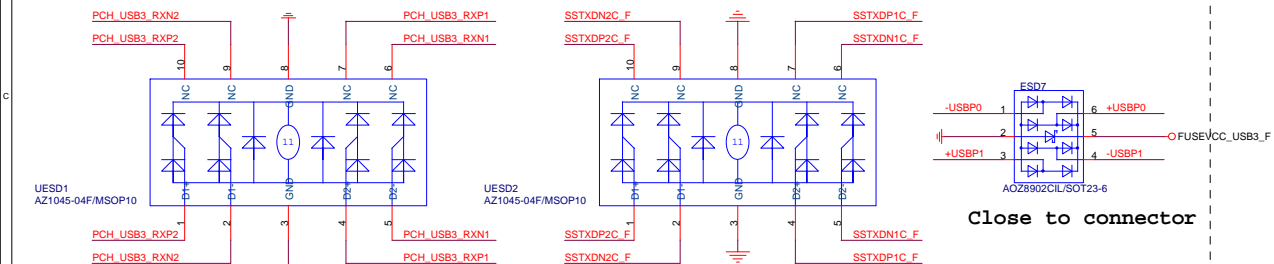 PCH_USB3_RXN2
PCH_USB3_RXP1
SSTXDN2C_F
SSTXDP1C_F
PCH_USB3_RXP2
PCH_USB3_RXN1
SSTXDP2C_F
SSTXDN1C_F
10 9 8 7 6
10 9 8 7 6
NC NC GND NC NC
NC NC GND NC NC
C
ESD7
-USBP0 1 6 +USBP0
2 5 FUSEVCC_USB3_F
+USBP1 3 4 -USBP1
AOZ8902CIL/SOT23-6
11
11
UESD1
AZ1045-04F/MSOP10
UESD2
AZ1045-04F/MSOP10
D1+ D1- GND D2+ D2-
D1+ D1- GND D2+ D2-
Close to connector
1 2 3 4 5
1 2 3 4 5
PCH_USB3_RXP2
PCH_USB3_RXN1
SSTXDP2C_F
SSTXDN1C_F
PCH_USB3_RXN2
PCH_USB3_RXP1
SSTXDN2C_F
SSTXDP1C_F